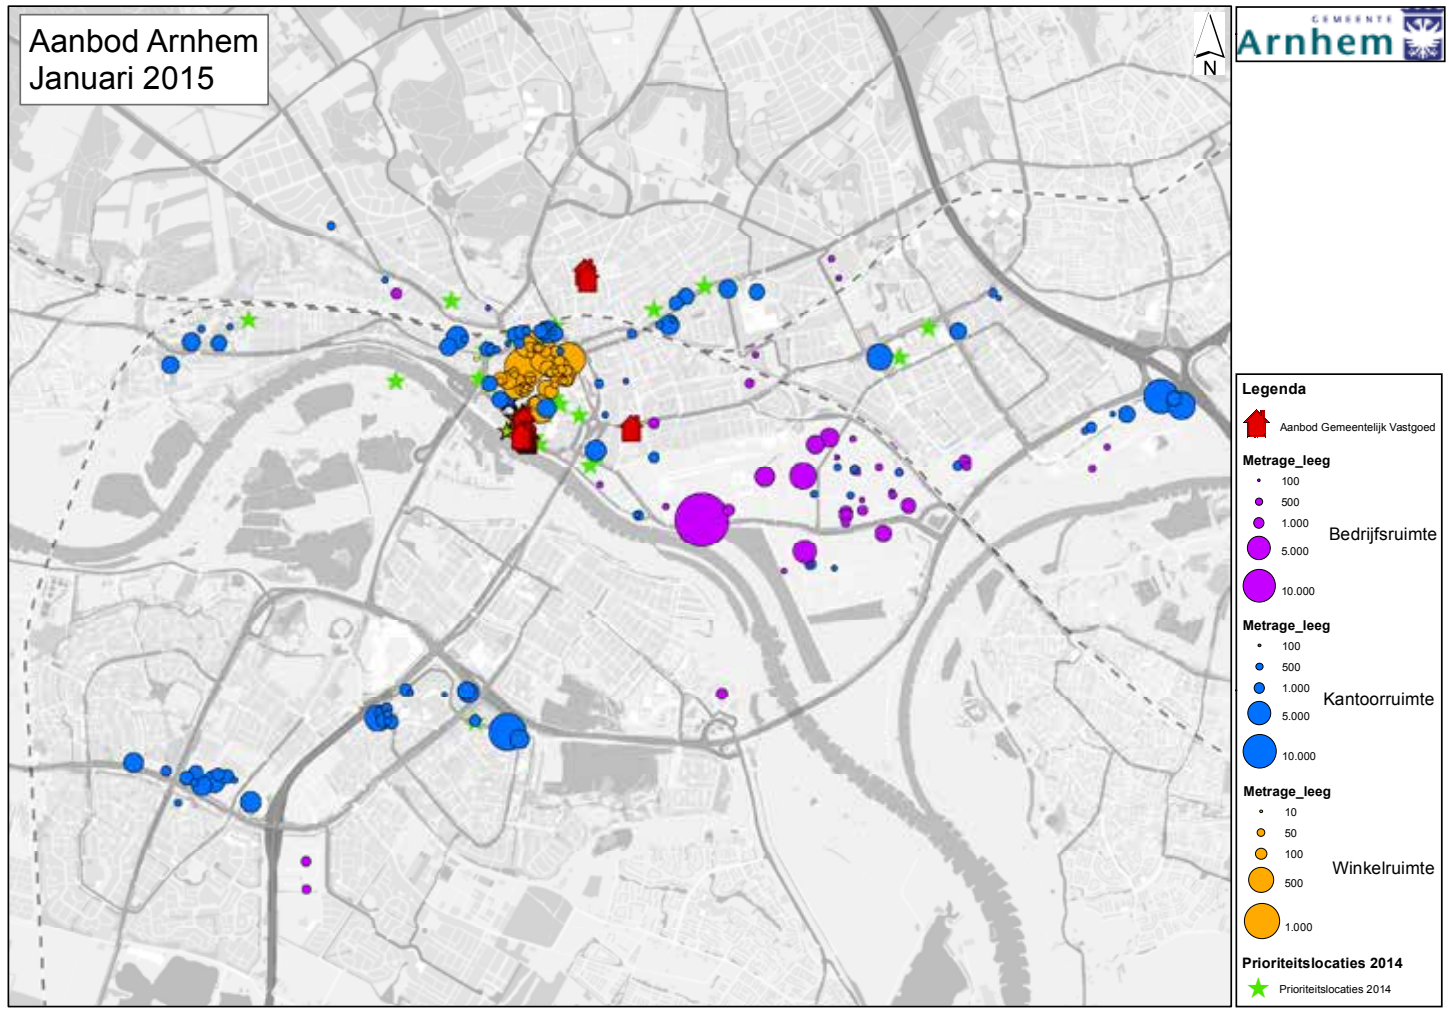 Aanbod Arnhem
Januari 2015
N
GEMEENTE
Arnhem
Legenda
Aanbod Gemeentelijk Vastgoed
Metrage_leeg
100
500
1.000
5.000
10.000
Bedrijfsruimte
Metrage_leeg
100
500
1.000
5.000
10.000
Kantoorruimte
Metrage_leeg
10
50
100
500
1.000
Winkelruimte
Prioriteitslocaties 2014
Prioriteitslocaties 2014